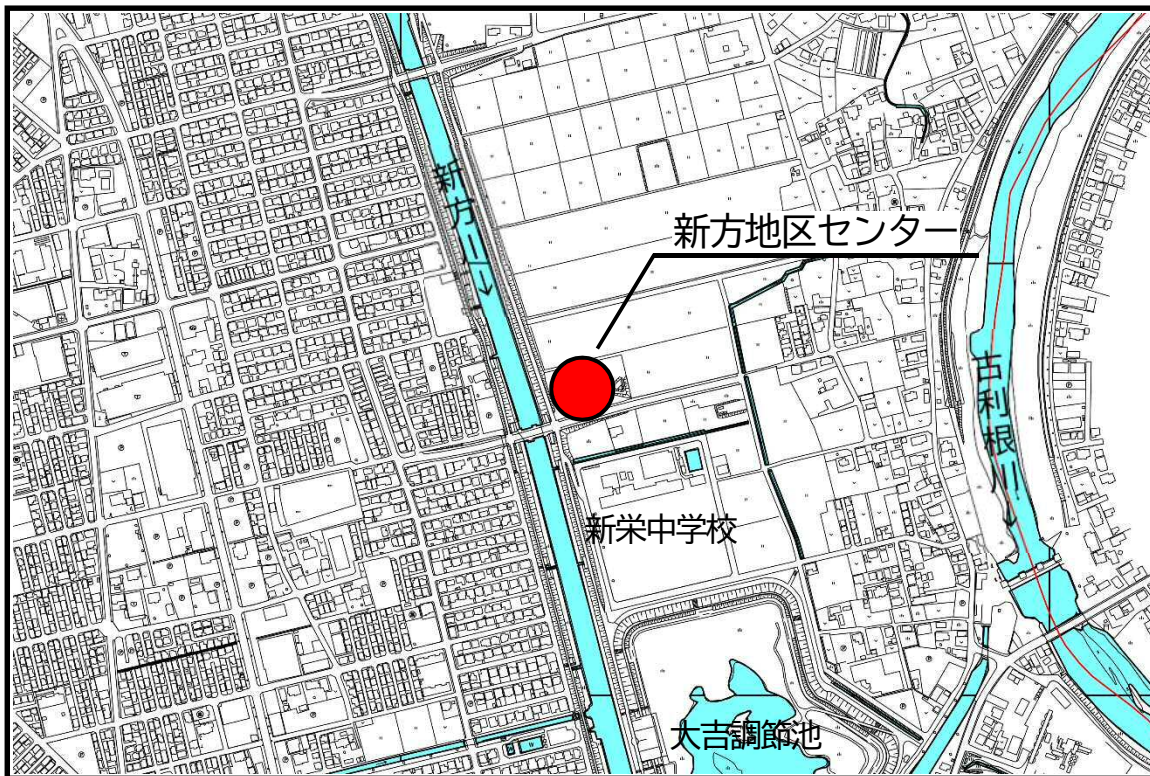 新方川→
新方地区センター
古利根川→
新栄中学校
大吉調節池